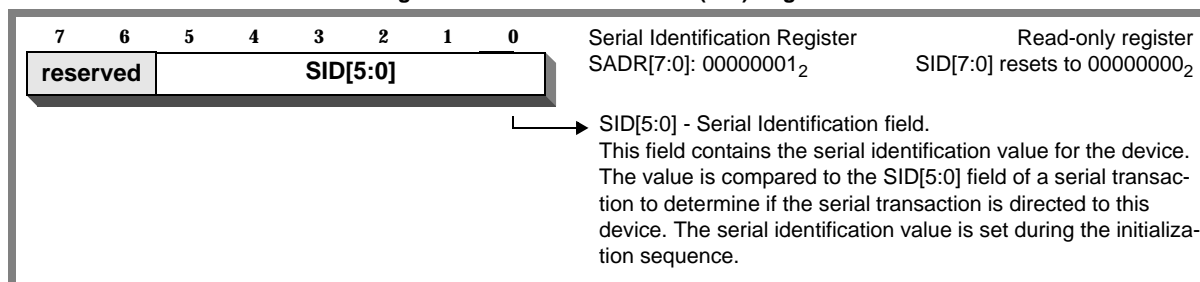 7 6 5 4 3 2 1 0
reserved SID[5:0]
Serial Identification Register Read-only register
SADR[7:0]: 00000001₂ SID[7:0] resets to 00000000₂
SID[5:0] - Serial Identification field.
This field contains the serial identification value for the device.
The value is compared to the SID[5:0] field of a serial transac-
tion to determine if the serial transaction is directed to this
device. The serial identification value is set during the initializa-
tion sequence.